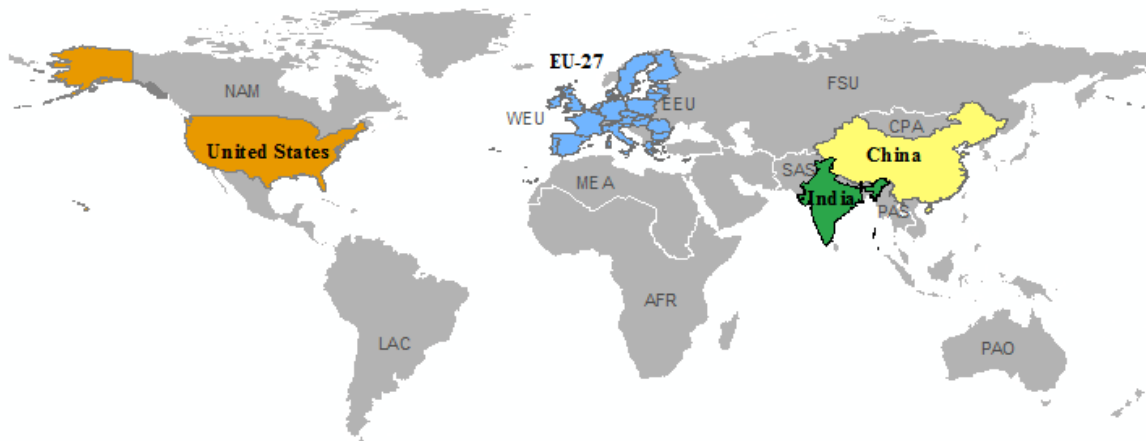 EU-27
FSU
NAM
EEU
WEU
CPA
United States
China
SAS
MEA
India
PAS
AFR
LAC
PAO